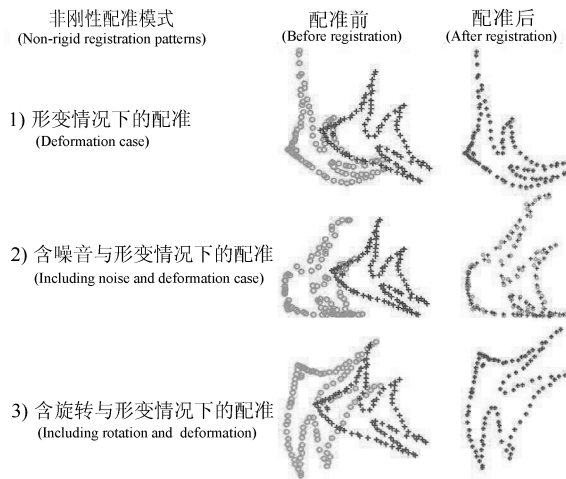 非刚性配准模式 配准前 配准后
(Non-rigid registration patterns) (Before registration) (After registration)
1) 形变情况下的配准
(Deformation case)
2) 含噪音与形变情况下的配准
(Including noise and deformation case)
3) 含旋转与形变情况下的配准
(Including rotation and deformation)